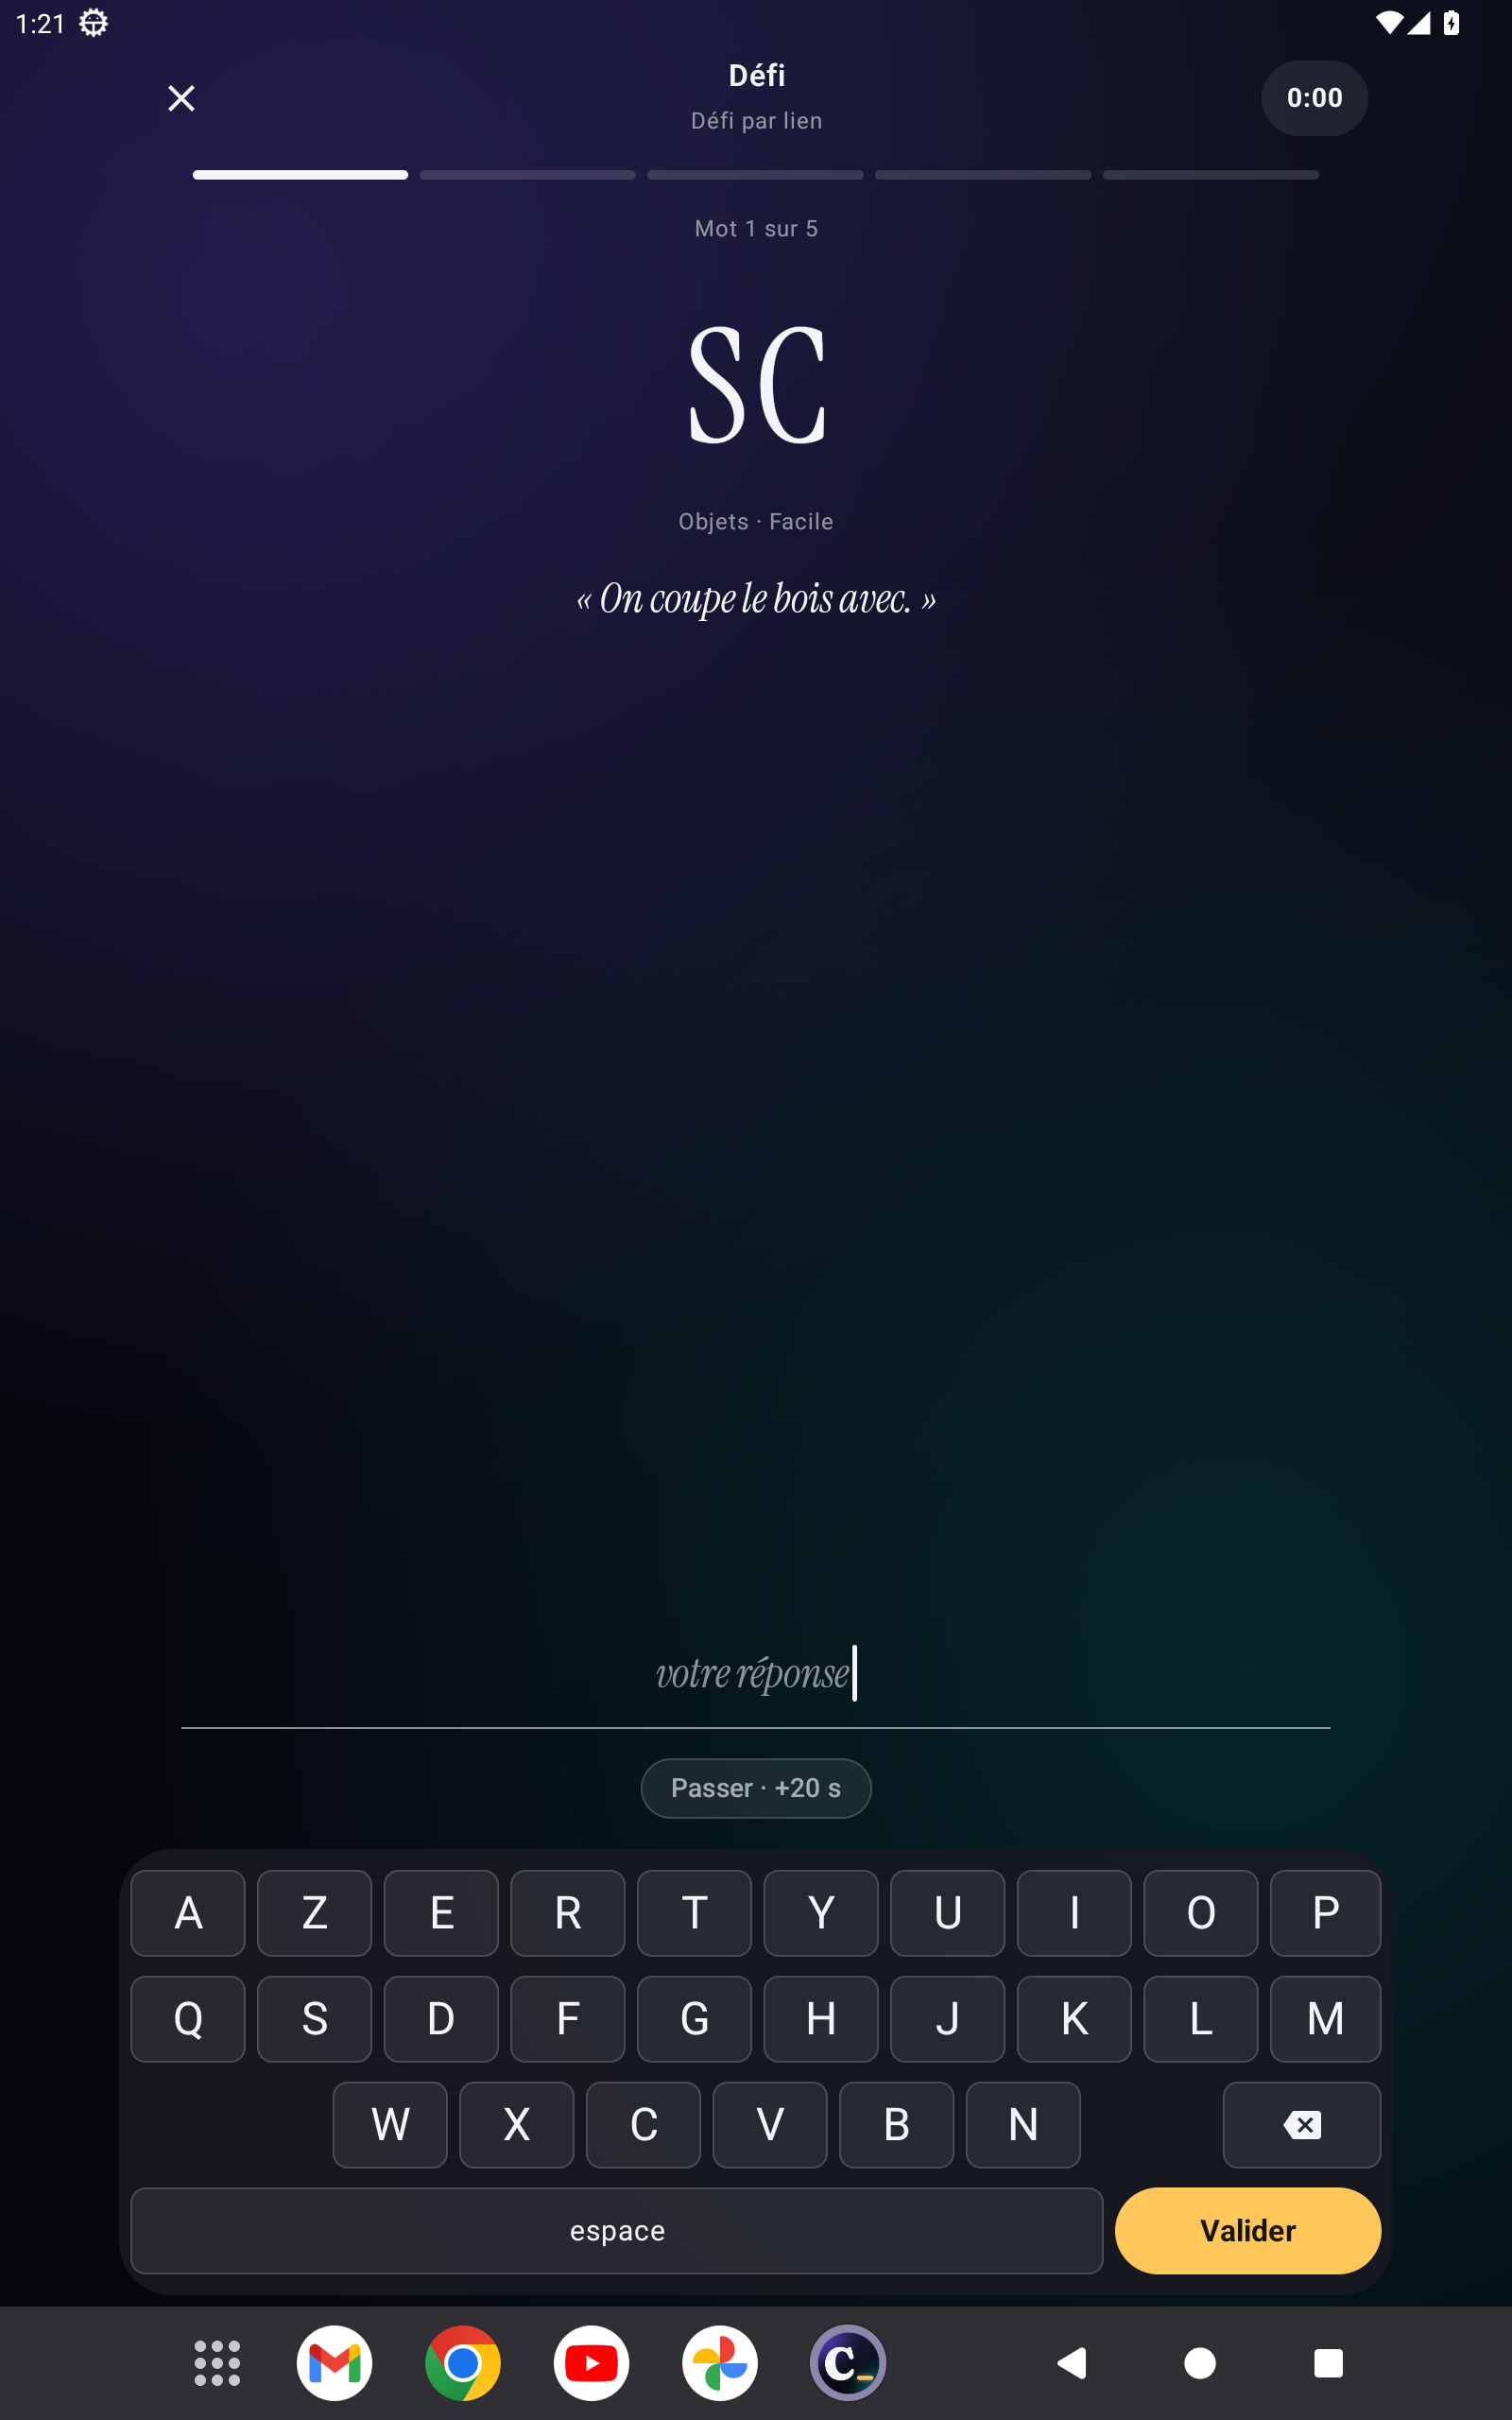 1:21
Défi
0:00
Défi par lien
Mot 1 sur 5
SC
Objets · Facile
« On coupe le bois avec. »
votre réponse
Passer · +20 s
A Z E R T Y U I O P
Q S D F G H J K L M
W X C V B N
espace Valider
C_